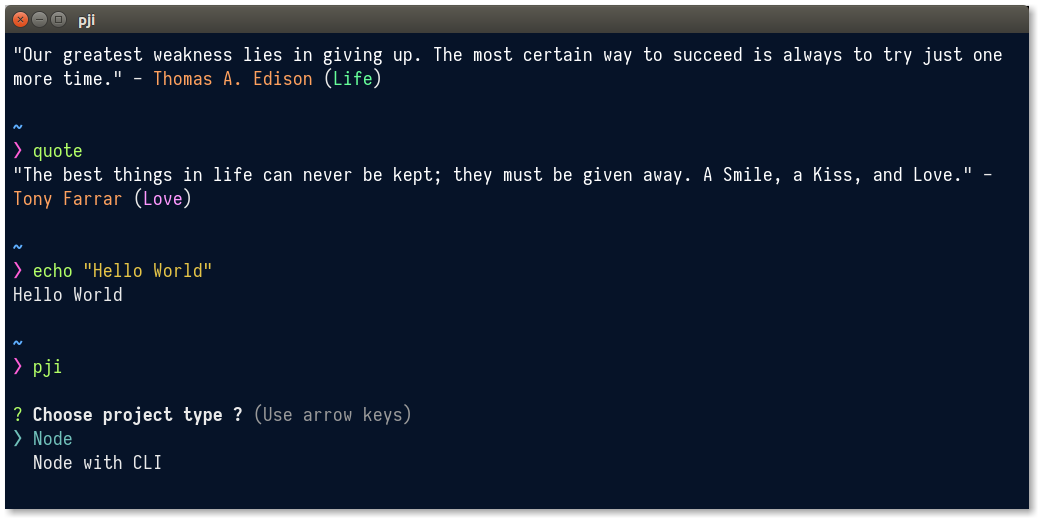 pji
"Our greatest weakness lies in giving up. The most certain way to succeed is always to try just one
more time." – Thomas A. Edison (Life)
~
❯ quote
"The best things in life can never be kept; they must be given away. A Smile, a Kiss, and Love." –
Tony Farrar (Love)
~
❯ echo "Hello World"
Hello World
~
❯ pji
? Choose project type ? (Use arrow keys)
❯ Node
Node with CLI